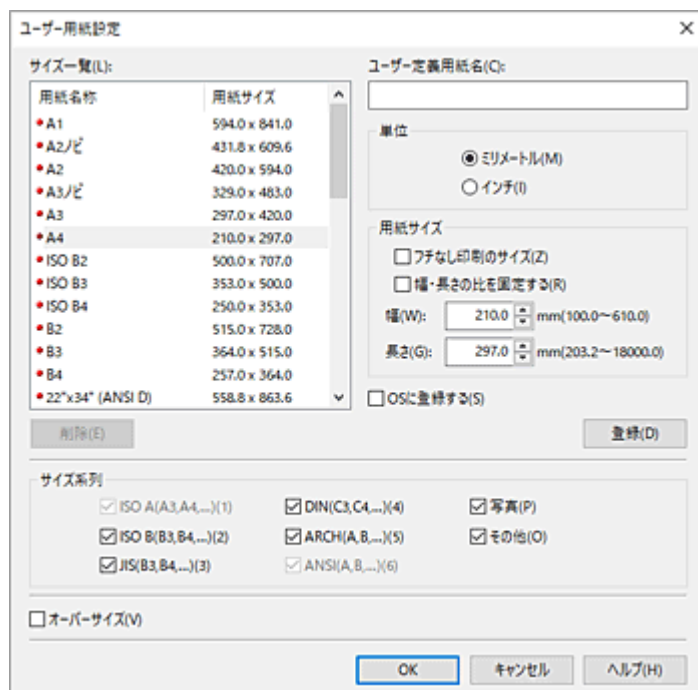 ユーザー用紙設定
サイズ一覧(L):
用紙名称 用紙サイズ
A1 594.0 x 841.0
A2ノビ 431.8 x 609.6
A2 420.0 x 594.0
A3ノビ 329.0 x 483.0
A3 297.0 x 420.0
A4 210.0 x 297.0
ISO B2 500.0 x 707.0
ISO B3 353.0 x 500.0
ISO B4 250.0 x 353.0
B2 515.0 x 728.0
B3 364.0 x 515.0
B4 257.0 x 364.0
22"x34" (ANSI D) 558.8 x 863.6
削除(E)
ユーザー定義用紙名(C):
単位
ミリメートル(M)
インチ(I)
用紙サイズ
フチなし印刷のサイズ(Z)
幅・長さの比を固定する(R)
幅(W): 210.0 mm(100.0～610.0)
長さ(G): 297.0 mm(203.2～18000.0)
OSに登録する(S)
登録(D)
サイズ系列
ISO A(A3,A4,...)(1) DIN(C3,C4,...)(4) 写真(P)
ISO B(B3,B4,...)(2) ARCH(A,B,...)(5) その他(O)
JIS(B3,B4,...)(3) ANSI(A,B,...)(6)
オーバーサイズ(V)
OK キャンセル ヘルプ(H)